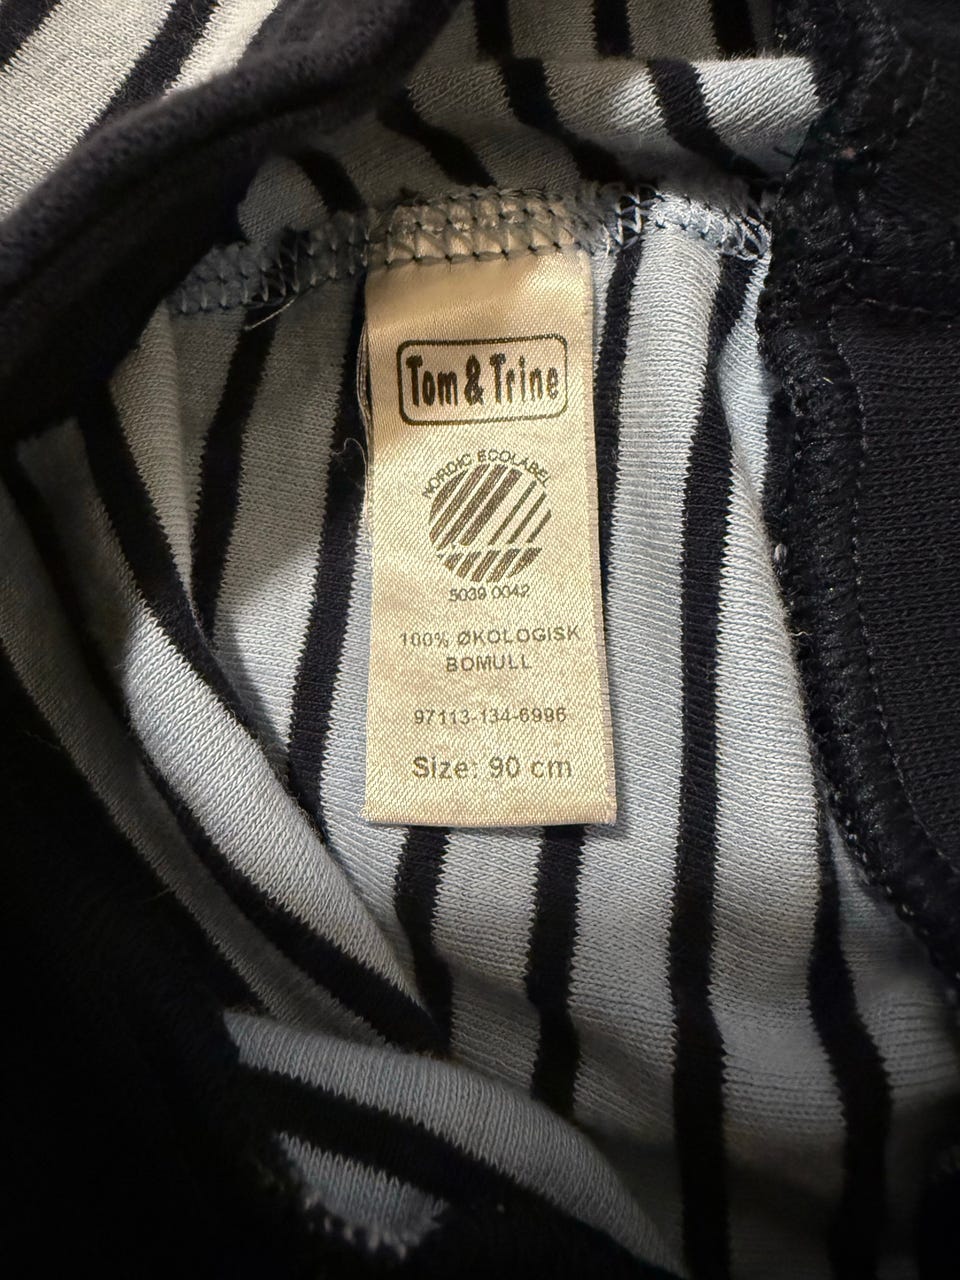 Tom & Trine
NORDIC ECOLABEL
5039 0042
100% ØKOLOGISK
BOMULL
97113-134-6996
Size: 90 cm